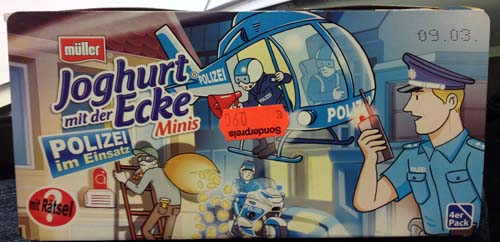 müller
Joghurt
mit der
Ecke
Minis
POLIZEI
im Einsatz
mit Rätsel
POLIZEI
POLIZ
09.03.
Sonderpreis
€
4er
Pack